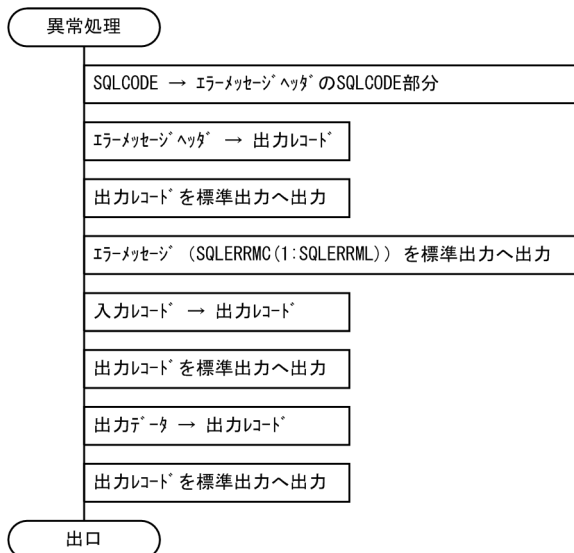 異常処理
SQLCODE → ｴﾗｰﾒｯｾｰｼﾞﾍｯﾀﾞのSQLCODE部分
ｴﾗｰﾒｯｾｰｼﾞﾍｯﾀﾞ → 出力ﾚｺｰﾄﾞ
出力ﾚｺｰﾄﾞを標準出力へ出力
ｴﾗｰﾒｯｾｰｼﾞ (SQLERRMC(1:SQLERRML)) を標準出力へ出力
入力ﾚｺｰﾄﾞ → 出力ﾚｺｰﾄﾞ
出力ﾚｺｰﾄﾞを標準出力へ出力
出力ﾃﾞｰﾀ → 出力ﾚｺｰﾄﾞ
出力ﾚｺｰﾄﾞを標準出力へ出力
出口